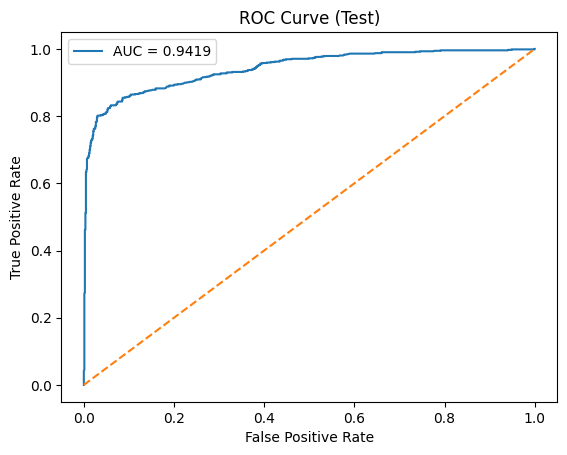 ROC Curve (Test)
AUC = 0.9419
True Positive Rate
1.0
0.8
0.6
0.4
0.2
0.0
0.0 0.2 0.4 0.6 0.8 1.0
False Positive Rate